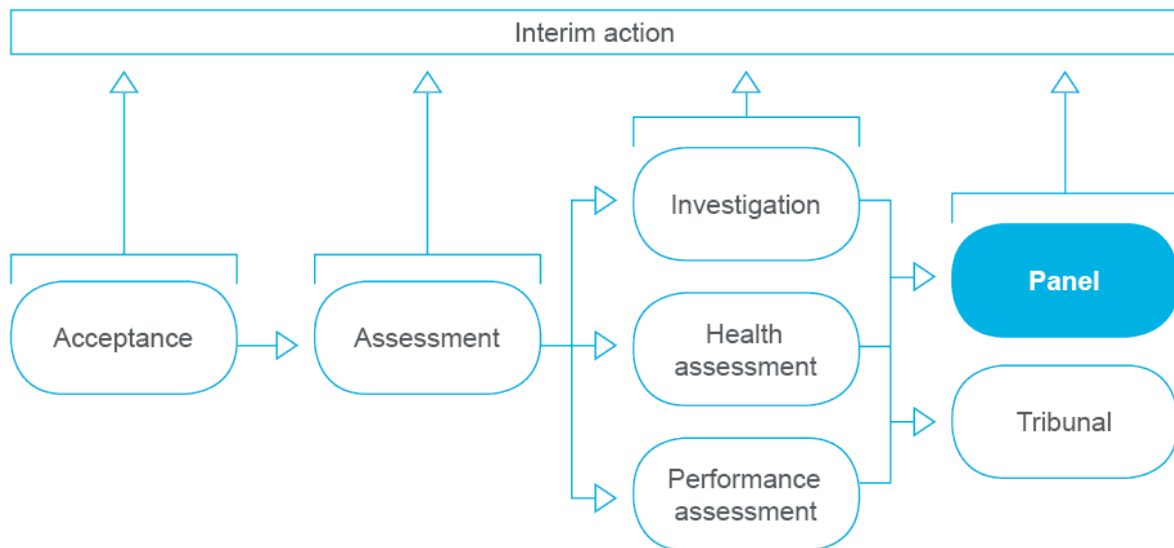 Interim action
Acceptance
Assessment
Investigation
Health
assessment
Performance
assessment
Panel
Tribunal